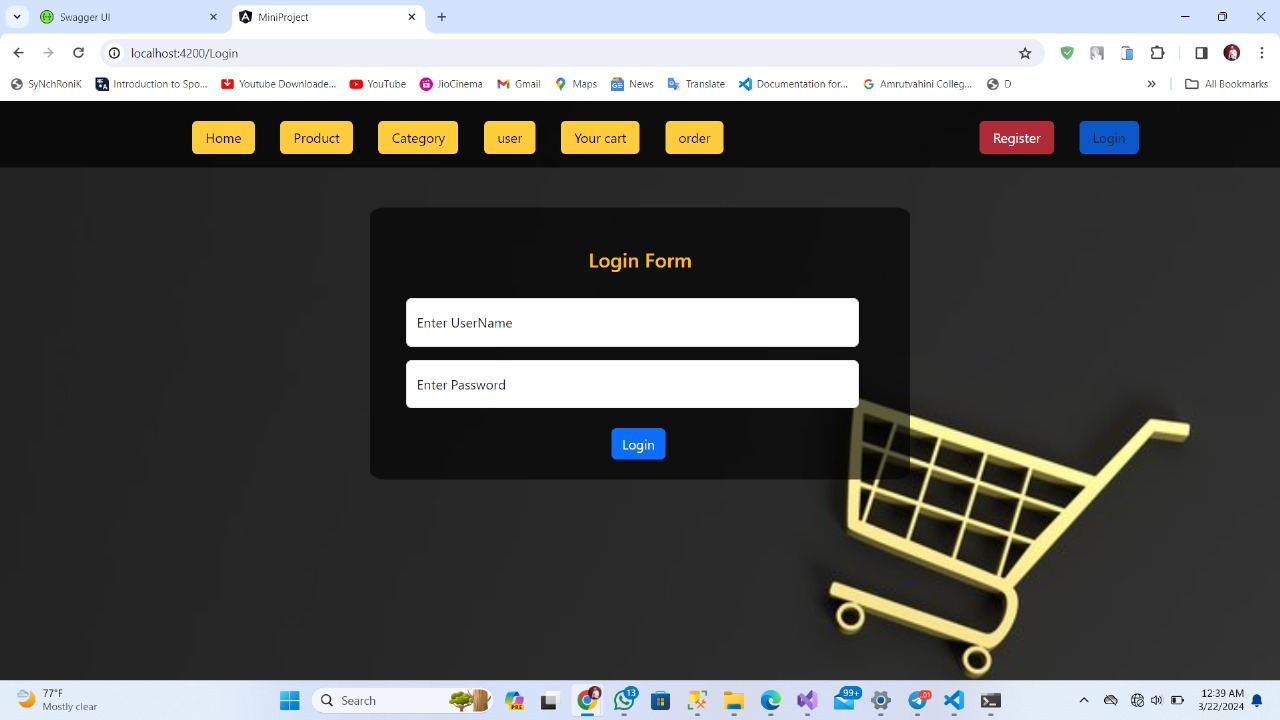 Swagger UI
MiniProject
localhost:4200/Login
SyNchRoniK
Introduction to Spo...
Youtube Downloade...
YouTube
JioCinema
Gmail
Maps
News
Translate
Documentation for...
Amrutvahini Colleg...
D
All Bookmarks
Home
Product
Category
user
Your cart
order
Register
Login
Login Form
Enter UserName
Enter Password
Login
77°F
Mostly clear
Search
PRE
13
99+
12:39 AM
3/22/2024